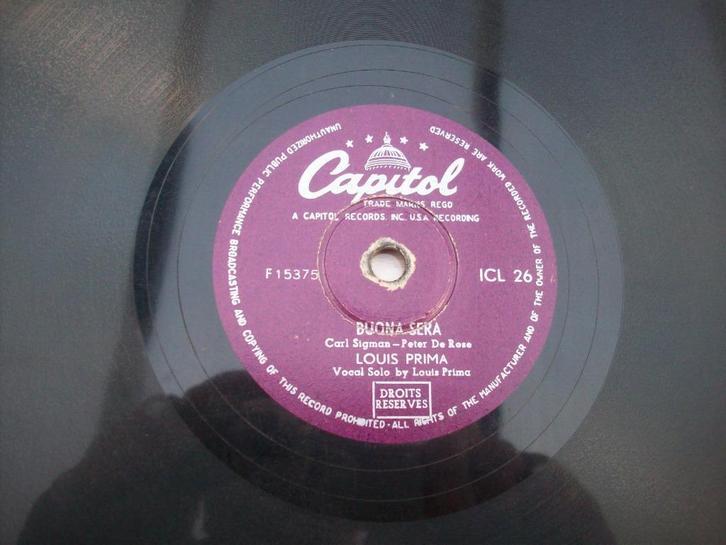 Capitol
TRADE MARKS REGD
A CAPITOL RECORDS. INC. U.S.A. RECORDING
F 15375
ICL 26
BUONA SERA
Carl Sigman – Peter De Rose
LOUIS PRIMA
Vocal Solo by Louis Prima
DROITS
RESERVES
UNAUTHORIZED PUBLIC PERFORMANCE BROADCASTING AND COPYING OF THIS RECORD PROHIBITED - ALL RIGHTS OF THE MANUFACTURER AND OF THE OWNER OF THE RECORDED WORK ARE RESERVED